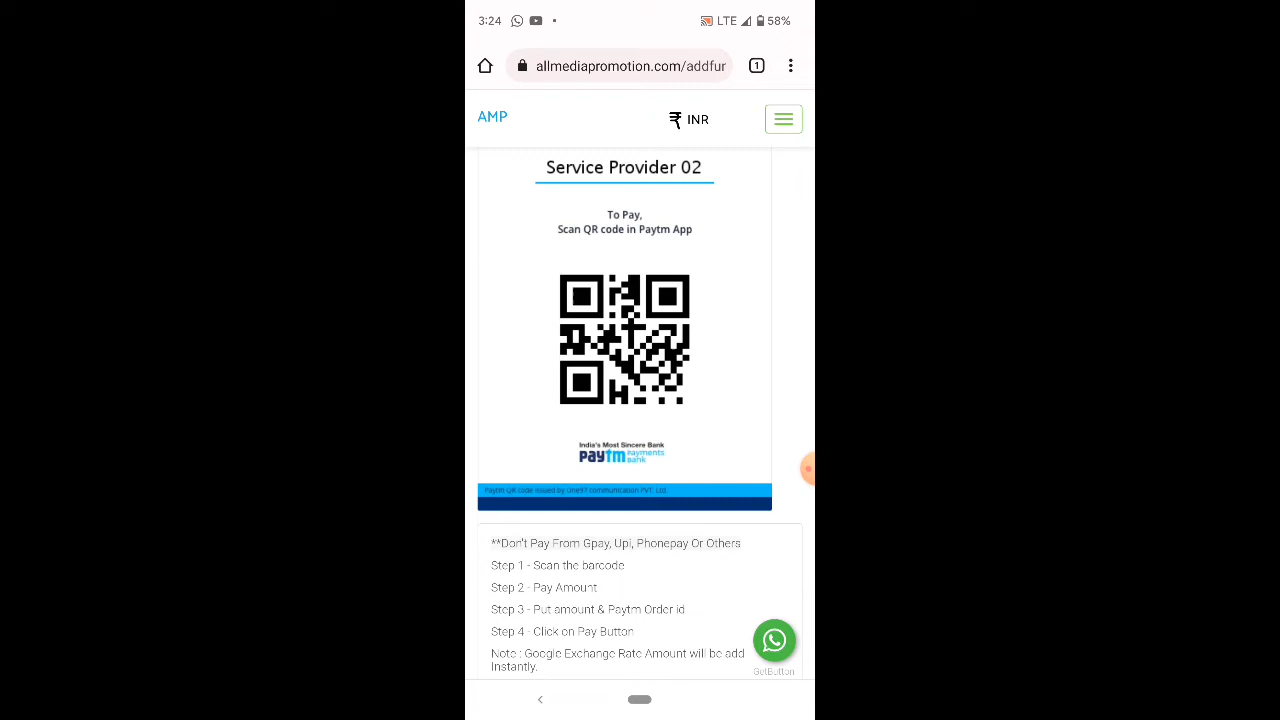 3:24
LTE 58%
allmediapromotion.com/addfur
1
AMP
₹ INR
Service Provider 02
To Pay,
Scan QR code in Paytm App
India's Most Sincere Bank
paytm payments
bank
Paytm QR code issued by One97 communication PVT. Ltd.
**Don't Pay From Gpay, Upi, Phonepay Or Others
Step 1 - Scan the barcode
Step 2 - Pay Amount
Step 3 - Put amount & Paytm Order id
Step 4 - Click on Pay Button
Note : Google Exchange Rate Amount will be add
Instantly.
GetButton